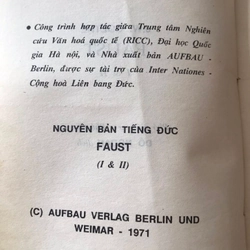 • Công trình hợp tác giữa Trung tâm Nghiên
cứu Văn hoá quốc tế (RICC), Đại học Quốc
gia Hà nội, và Nhà xuất bản AUFBAU -
Berlin, được sự tài trợ của Inter Nationes -
Cộng hoà Liên bang Đức.
NGUYÊN BẢN TIẾNG ĐỨC
FAUST
(I & II)
(C) AUFBAU VERLAG BERLIN UND
WEIMAR - 1971